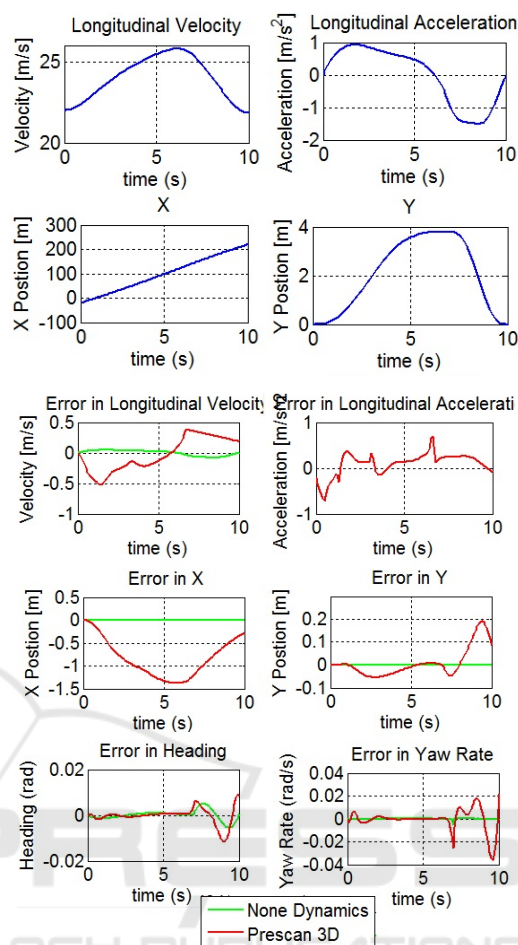 Longitudinal Velocity
Velocity [m/s]
25
20
0
5
10
time (s)
Longitudinal Acceleration
Acceleration [m/s²]
1
0
-1
-2
0
5
10
time (s)
X
X Postion [m]
300
200
100
0
-100
0
5
10
time (s)
Y
Y Postion [m]
4
2
0
0
5
10
time (s)
Error in Longitudinal Velocity
Velocity [m/s]
0.5
0
-0.5
-1
0
5
10
time (s)
Error in Longitudinal Accelerati
Acceleration [m/s\2
1
0
-1
0
5
10
time (s)
Error in X
X Postion [m]
0.5
0
-0.5
-1
-1.5
0
5
10
time (s)
Error in Y
Y Postion [m]
0.2
0.1
0
-0.1
0
5
10
time (s)
Error in Heading
Heading (rad)
0.02
0
-0.02
0
5
10
time (s)
Error in Yaw Rate
Yaw Rate (rad/s)
0.04
0.02
0
-0.02
-0.04
0
5
10
time (s)
None Dynamics
Prescan 3D